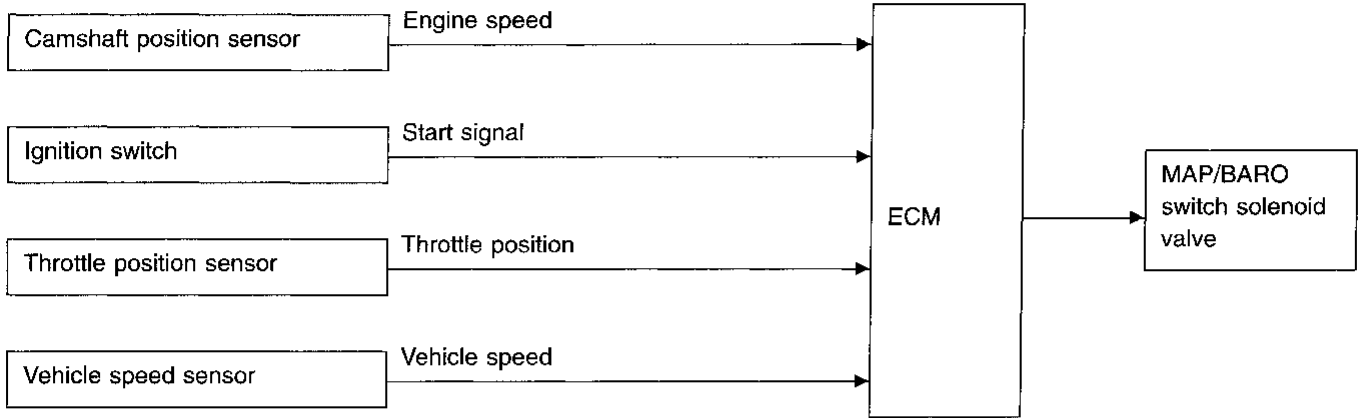 Engine speed
Camshaft position sensor
Start signal
Ignition switch
MAP/BARO
switch solenoid
valve
ECM
Throttle position
Throttle position sensor
Vehicle speed
Vehicle speed sensor